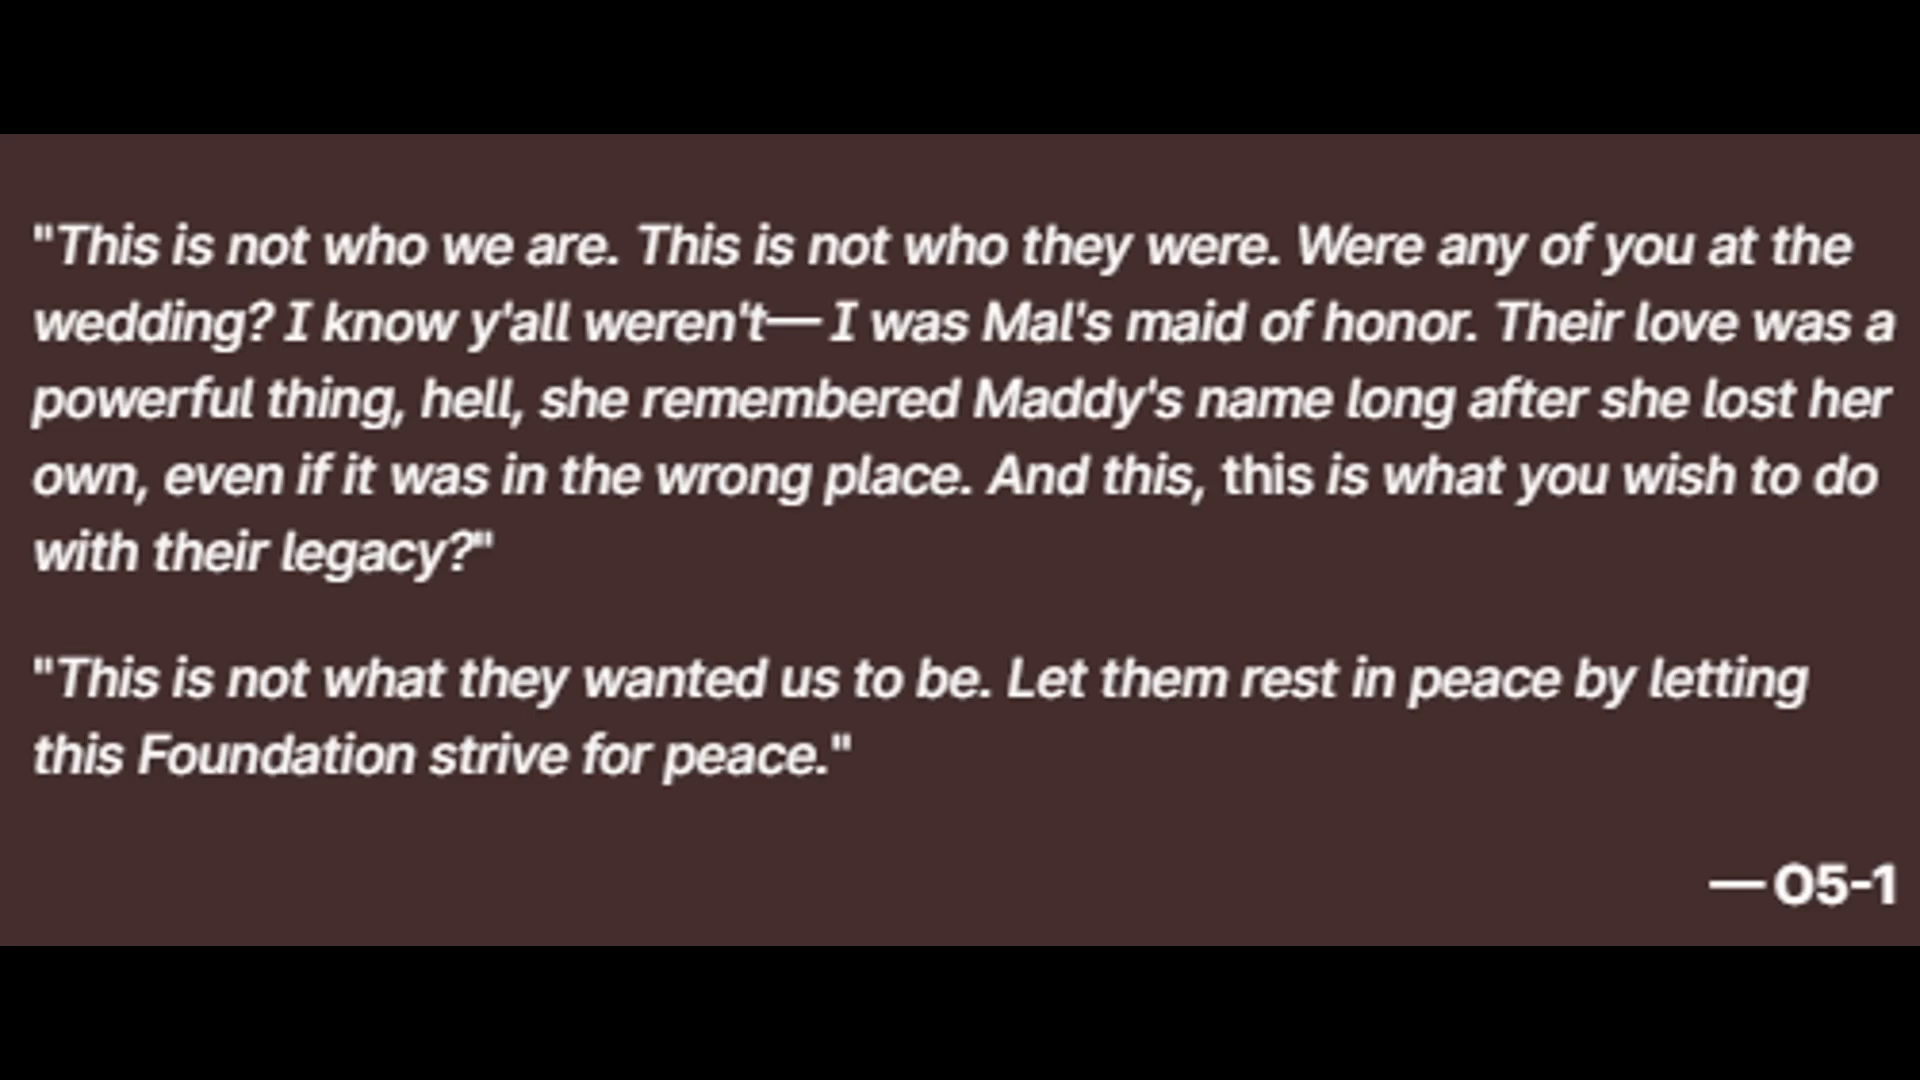 "This is not who we are. This is not who they were. Were any of you at the
wedding? I know y'all weren't— I was Mal's maid of honor. Their love was a
powerful thing, hell, she remembered Maddy's name long after she lost her
own, even if it was in the wrong place. And this, this is what you wish to do
with their legacy?"
"This is not what they wanted us to be. Let them rest in peace by letting
this Foundation strive for peace."
—O5-1